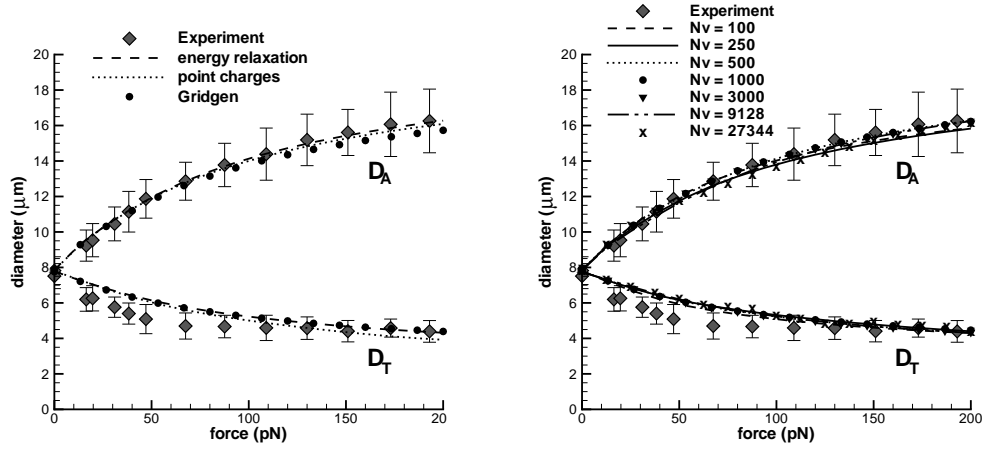 Experiment
energy relaxation
point charges
Gridgen
20
18
16
14
12
10
8
6
4
2
0
diameter (μm)
D_A
D_T
0
50
100
150
20
force (pN)
Experiment
Nv = 100
Nv = 250
Nv = 500
Nv = 1000
Nv = 3000
Nv = 9128
Nv = 27344
20
18
16
14
12
10
8
6
4
2
0
diameter (μm)
D_A
D_T
0
50
100
150
200
force (pN)